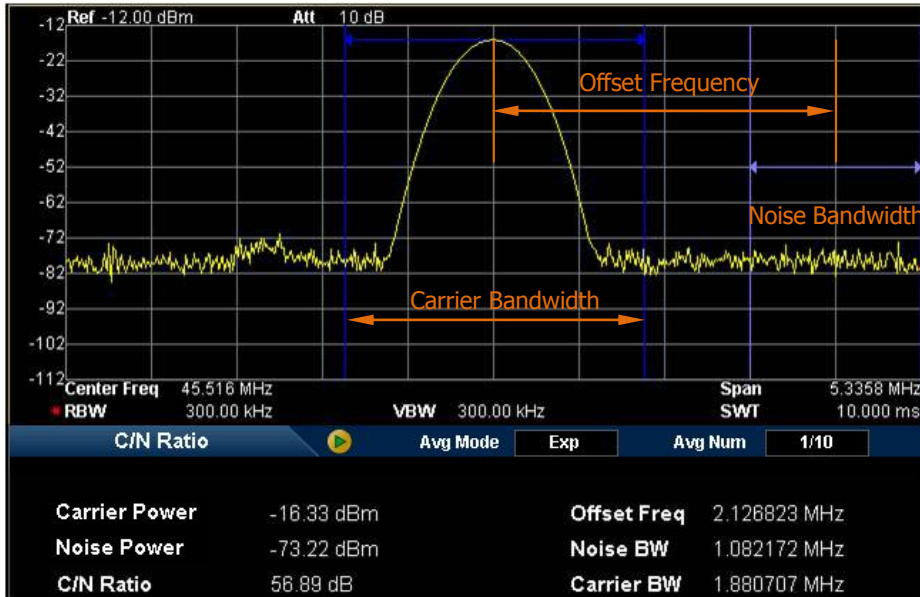 Ref -12.00 dBm Att 10 dB
-12
-22
-32
-42
-52
-62
-72
-82
-92
-102
-112
Offset Frequency
Noise Bandwidth
Carrier Bandwidth
Center Freq 45.516 MHz Span 5.3358 MHz
RBW 300.00 kHz VBW 300.00 kHz SWT 10.000 ms
C/N Ratio Avg Mode Exp Avg Num 1/10
Carrier Power -16.33 dBm Offset Freq 2.126823 MHz
Noise Power -73.22 dBm Noise BW 1.082172 MHz
C/N Ratio 56.89 dB Carrier BW 1.880707 MHz